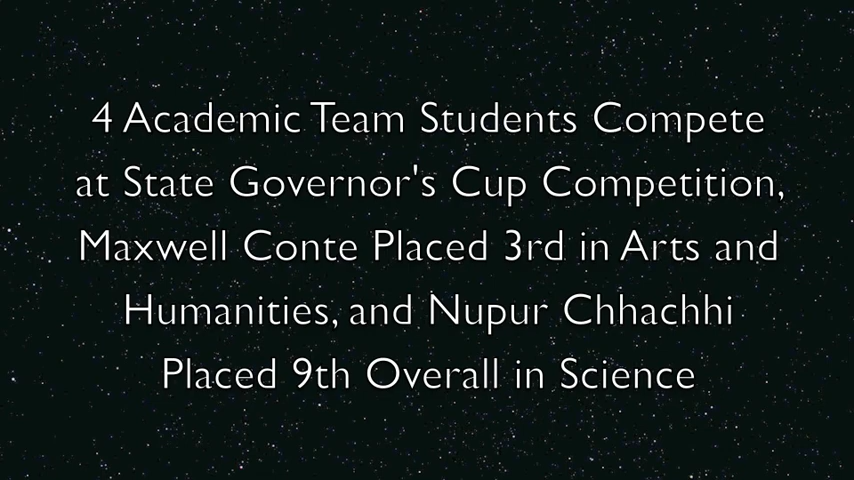 4 Academic Team Students Compete
at State Governor's Cup Competition,
Maxwell Conte Placed 3rd in Arts and
Humanities, and Nupur Chhachhi
Placed 9th Overall in Science